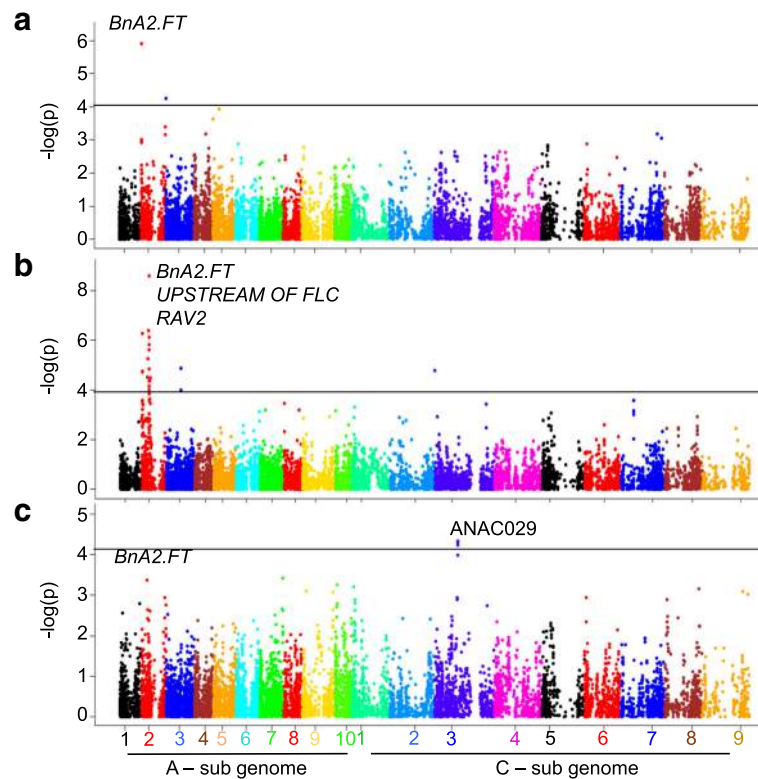 a
BnA2.FT
6
5
4
3
2
1
0
-log(p)
b
BnA2.FT
UPSTREAM OF FLC
RAV2
8
6
4
2
0
-log(p)
c
ANAC029
BnA2.FT
5
4
3
2
1
0
-log(p)
1 2 3 4 5 6 7 8 9 10 1 2 3 4 5 6 7 8 9
A – sub genome C – sub genome